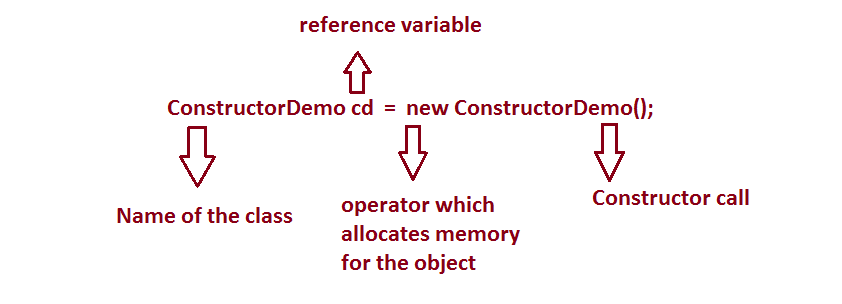 reference variable
ConstructorDemo cd = new ConstructorDemo();
Name of the class
operator which
allocates memory
for the object
Constructor call